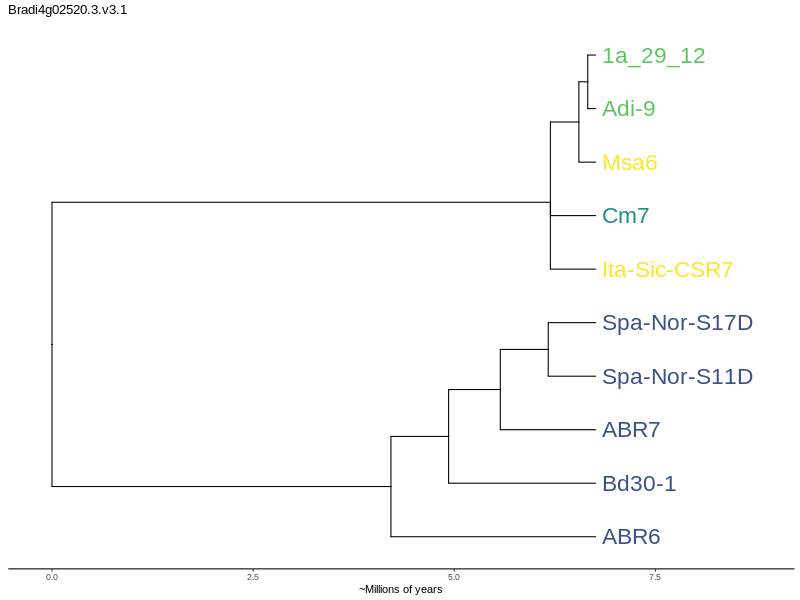 Bradi4g02520.3.v3.1
1a_29_12
Adi-9
Msa6
Cm7
Ita-Sic-CSR7
Spa-Nor-S17D
Spa-Nor-S11D
ABR7
Bd30-1
ABR6
0.0 2.5 5.0 7.5
~Millions of years